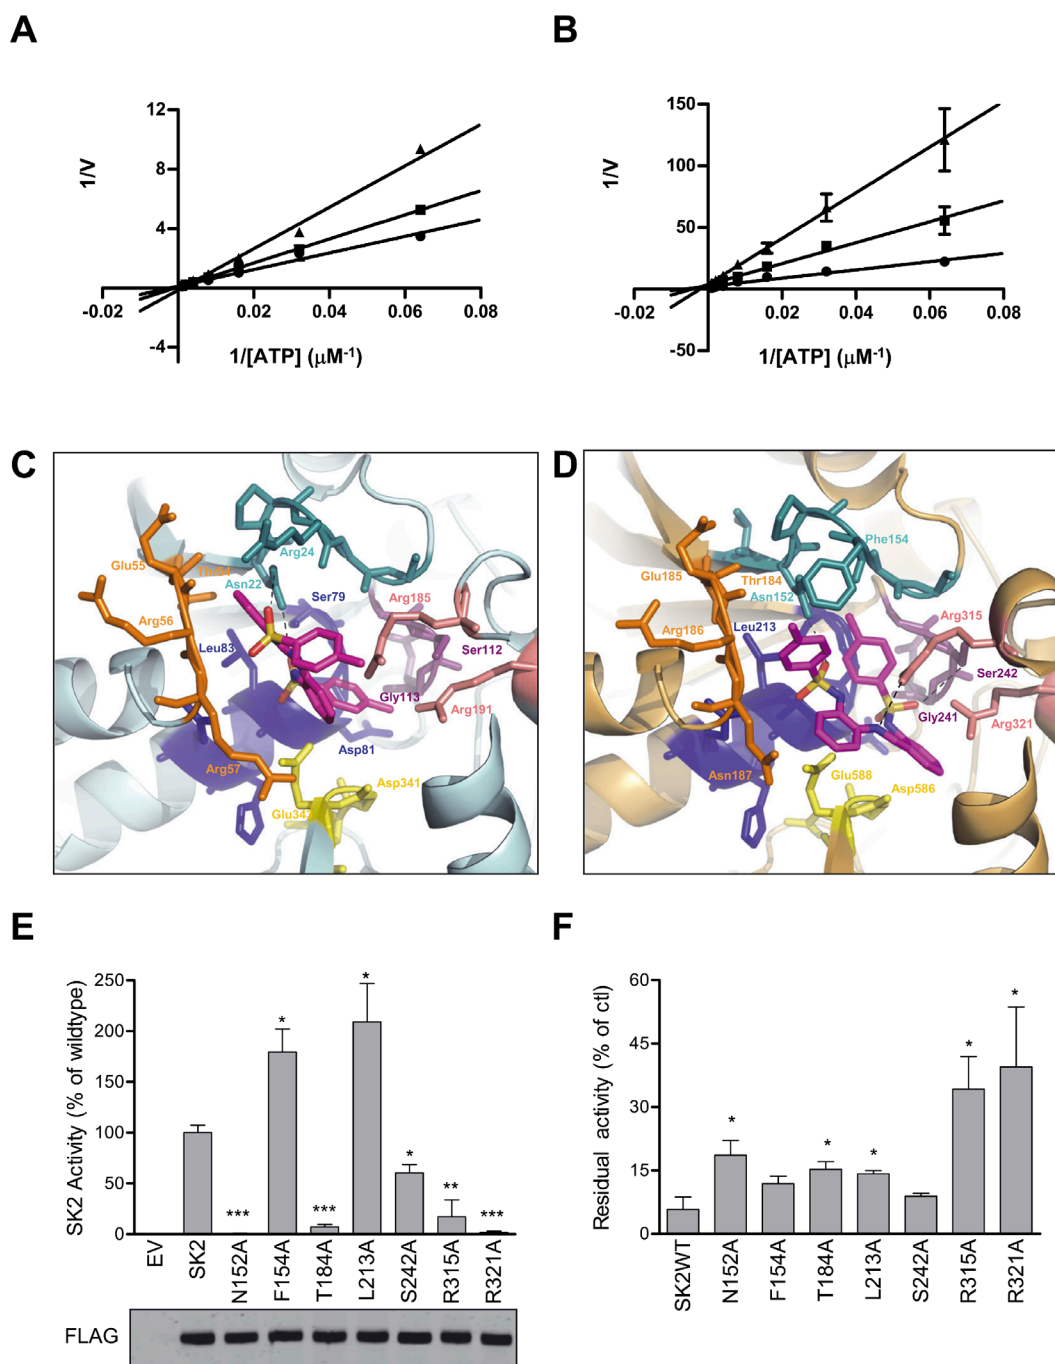 A
B
12
8
4
-4
-0.02
0.02
0.04
0.06
0.08
1/V
1/[ATP] (µM⁻¹)
150
100
50
-50
-0.02
0.02
0.04
0.06
0.08
1/V
1/[ATP] (µM⁻¹)
C
D
Arg24
Glu55
Thr54
Asn22
Ser79
Arg185
Arg56
Leu83
Ser112
Gly113
Arg191
Asp81
Arg57
Asp341
Phe154
Glu185
Thr184
Asn152
Arg315
Arg186
Leu213
Ser242
Gly241
Arg321
Asn187
Glu588
Asp586
E
F
SK2 Activity (% of wildtype)
250
200
150
100
50
0
***
*
***
*
*
**
***
EV
SK2
N152A
F154A
T184A
L213A
S242A
R315A
R321A
FLAG
Residual activity (% of ctl)
60
45
30
15
0
*
*
*
*
*
SK2WT
N152A
F154A
T184A
L213A
S242A
R315A
R321A